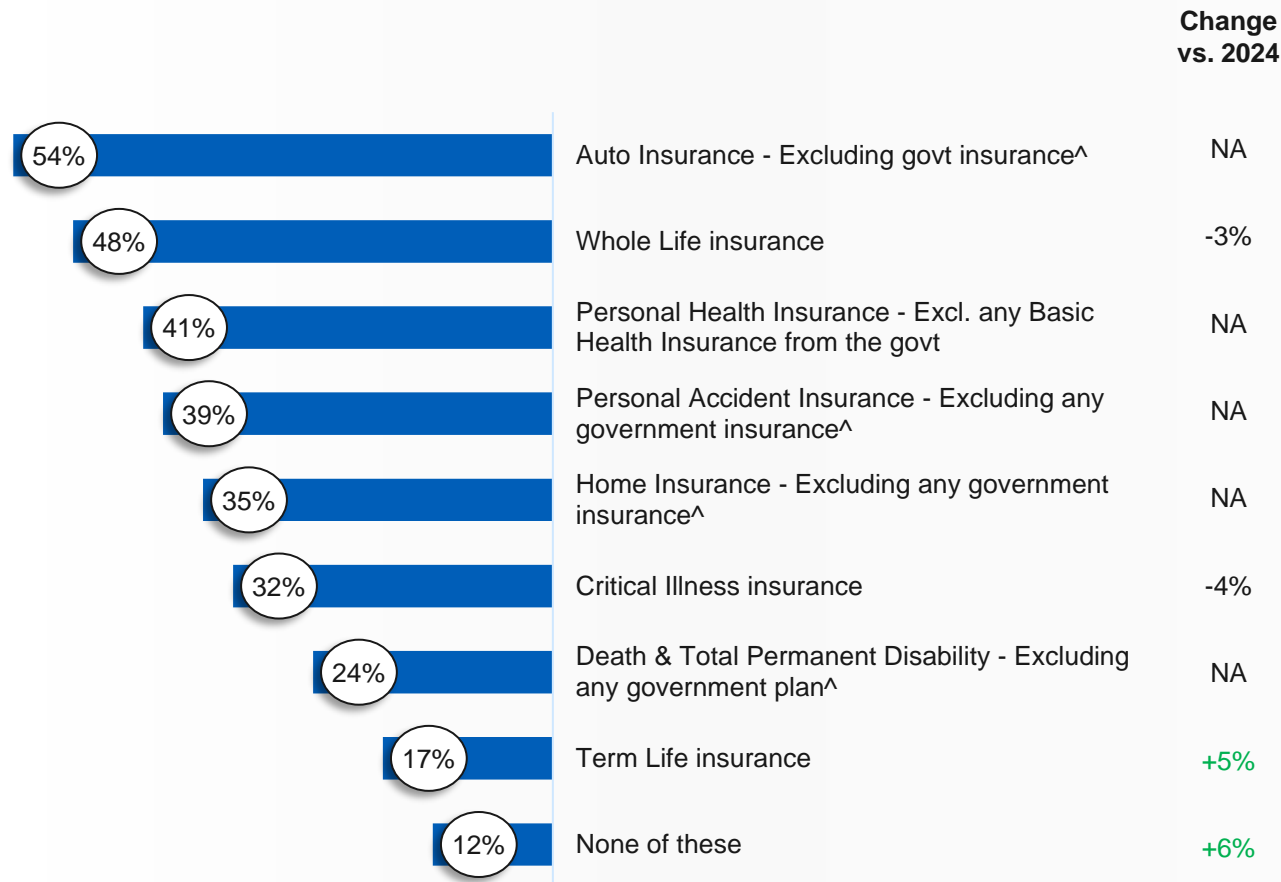 Change
vs. 2024
54%
Auto Insurance - Excluding govt insurance^
NA
48%
Whole Life insurance
-3%
41%
Personal Health Insurance - Excl. any Basic
Health Insurance from the govt
NA
39%
Personal Accident Insurance - Excluding any
government insurance^
NA
35%
Home Insurance - Excluding any government
insurance^
NA
32%
Critical Illness insurance
-4%
24%
Death & Total Permanent Disability - Excluding
any government plan^
NA
17%
Term Life insurance
+5%
12%
None of these
+6%